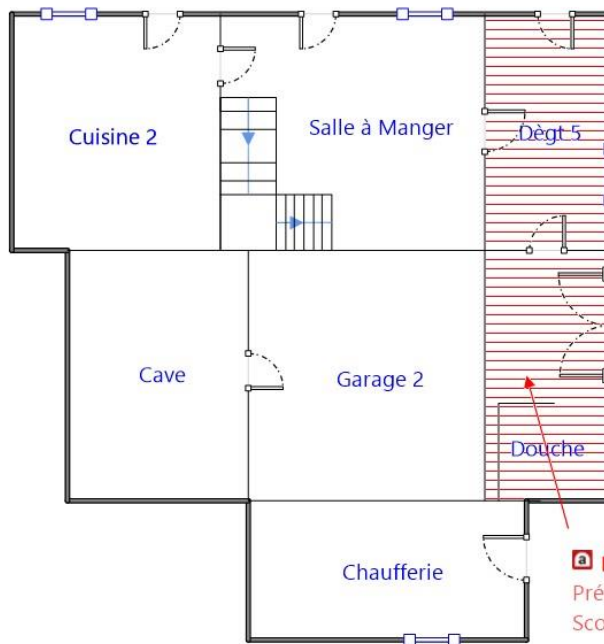 Cuisine 2
Salle à Manger
Dègt 5
Cave
Garage 2
Douche
Chaufferie
a
Pré
Sco